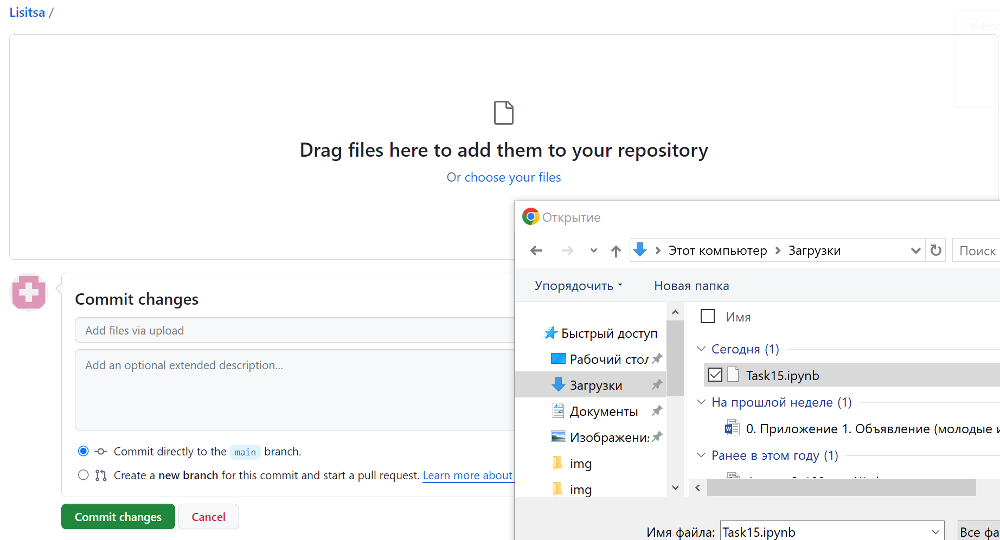 Lisitsa /
Drag files here to add them to your repository
Or choose your files
Commit changes
Add files via upload
Add an optional extended description...
Commit directly to the main branch.
Create a new branch for this commit and start a pull request. Learn more about
Commit changes
Cancel
Открытие
Этот компьютер
Загрузки
Поиск
Упорядочить
Новая папка
Быстрый доступ
Рабочий стол
Загрузки
Документы
Изображения
img
img
Имя
Сегодня (1)
Task15.ipynb
На прошлой неделе (1)
0. Приложение 1. Объявление (молодые
Ранее в этом году (1)
Имя файла:
Task15.ipynb
Все